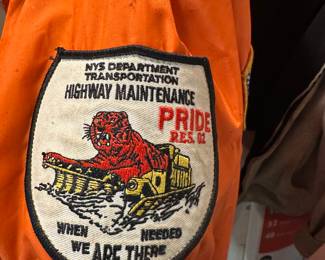 NYS DEPARTMENT
TRANSPORTATION
HIGHWAY MAINTENANCE
PRIDE
RES. 02
WHEN NEEDED
WE ARE THERE